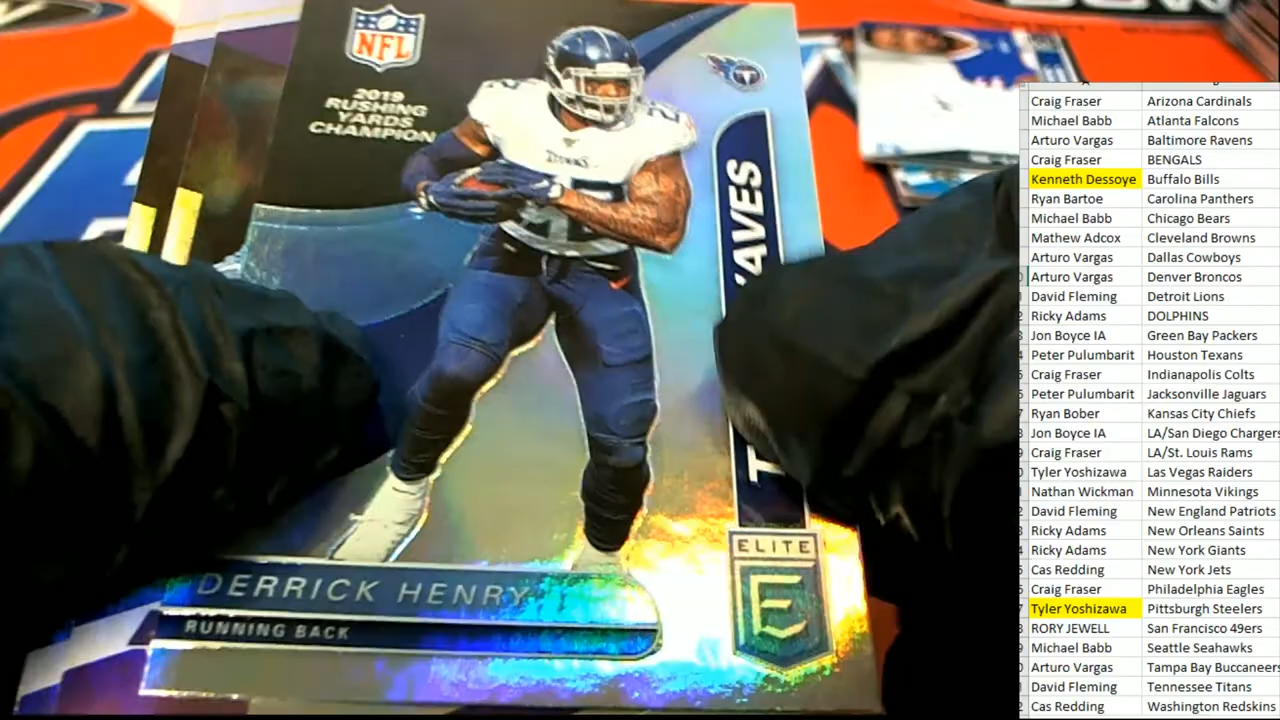 NFL
2019
RUSHING
YARDS
CHAMPION
TITANS
AVES
T
ELITE
E
DERRICK HENRY
RUNNING BACK
Craig Fraser Arizona Cardinals
Michael Babb Atlanta Falcons
Arturo Vargas Baltimore Ravens
Craig Fraser BENGALS
Kenneth Dessoye Buffalo Bills
Ryan Bartoe Carolina Panthers
Michael Babb Chicago Bears
Mathew Adcox Cleveland Browns
Arturo Vargas Dallas Cowboys
Arturo Vargas Denver Broncos
David Fleming Detroit Lions
Ricky Adams DOLPHINS
Jon Boyce IA Green Bay Packers
Peter Pulumbarit Houston Texans
Craig Fraser Indianapolis Colts
Peter Pulumbarit Jacksonville Jaguars
Ryan Bober Kansas City Chiefs
Jon Boyce IA LA/San Diego Chargers
Craig Fraser LA/St. Louis Rams
Tyler Yoshizawa Las Vegas Raiders
Nathan Wickman Minnesota Vikings
David Fleming New England Patriots
Ricky Adams New Orleans Saints
Ricky Adams New York Giants
Cas Redding New York Jets
Craig Fraser Philadelphia Eagles
Tyler Yoshizawa Pittsburgh Steelers
RORY JEWELL San Francisco 49ers
Michael Babb Seattle Seahawks
Arturo Vargas Tampa Bay Buccaneers
David Fleming Tennessee Titans
Cas Redding Washington Redskins